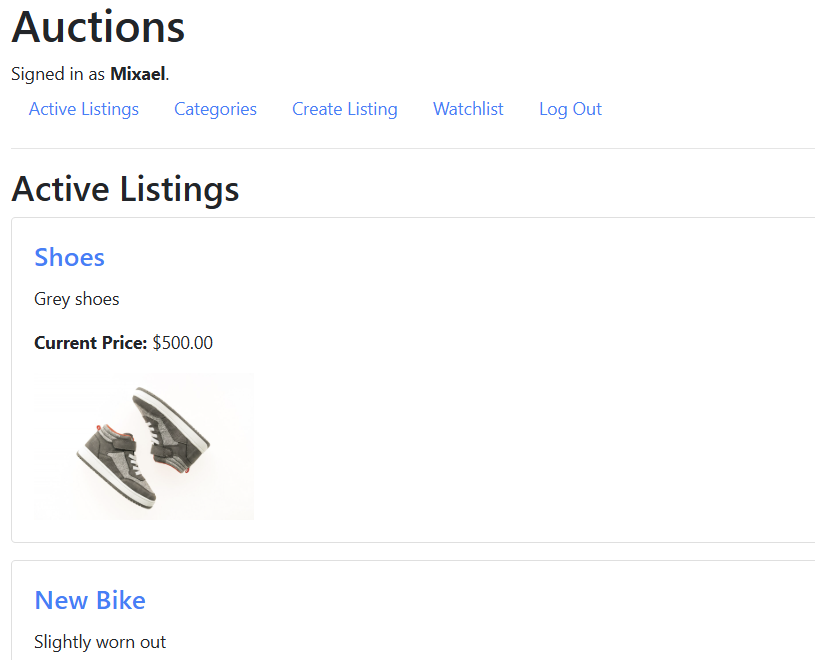 Auctions
Signed in as Mixael.
Active Listings Categories Create Listing Watchlist Log Out
Active Listings
Shoes
Grey shoes
Current Price: $500.00
New Bike
Slightly worn out